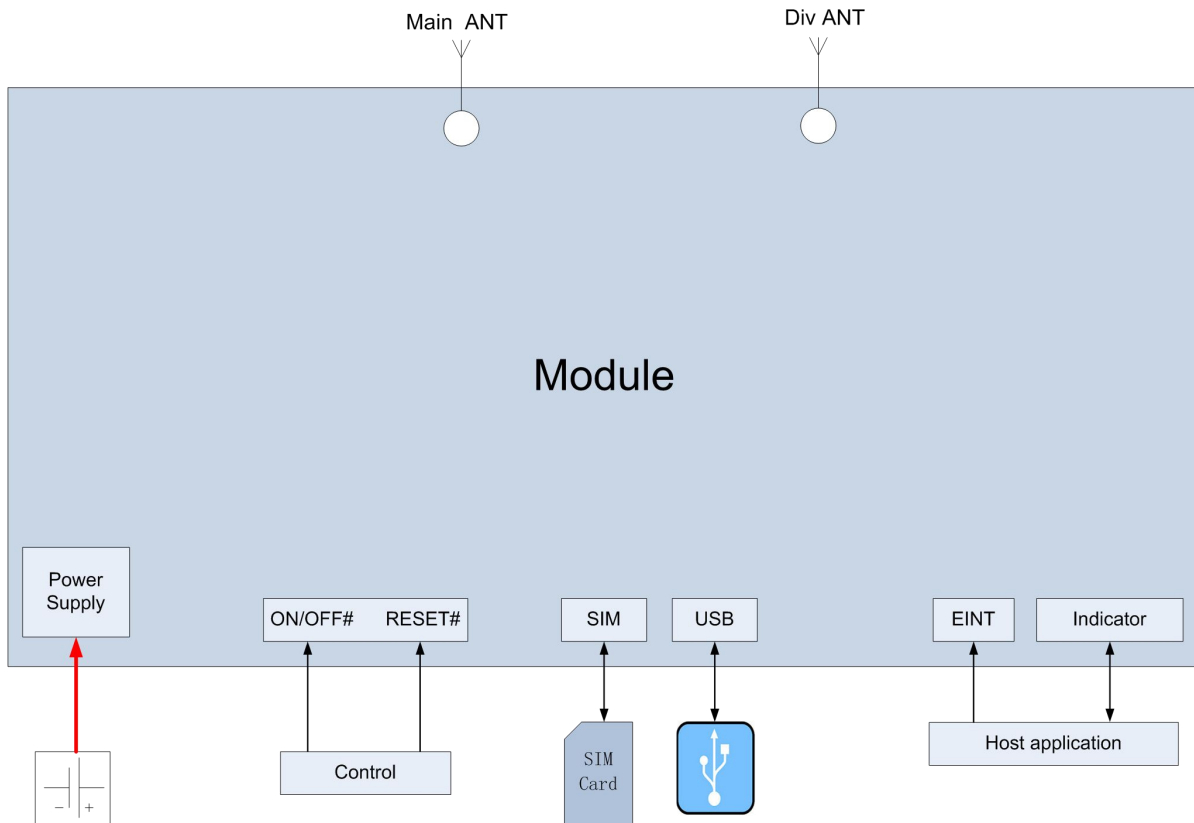 Main ANT
Div ANT
Module
Power
Supply
ON/OFF# RESET#
SIM
USB
EINT
Indicator
Control
SIM
Card
Host application
- +